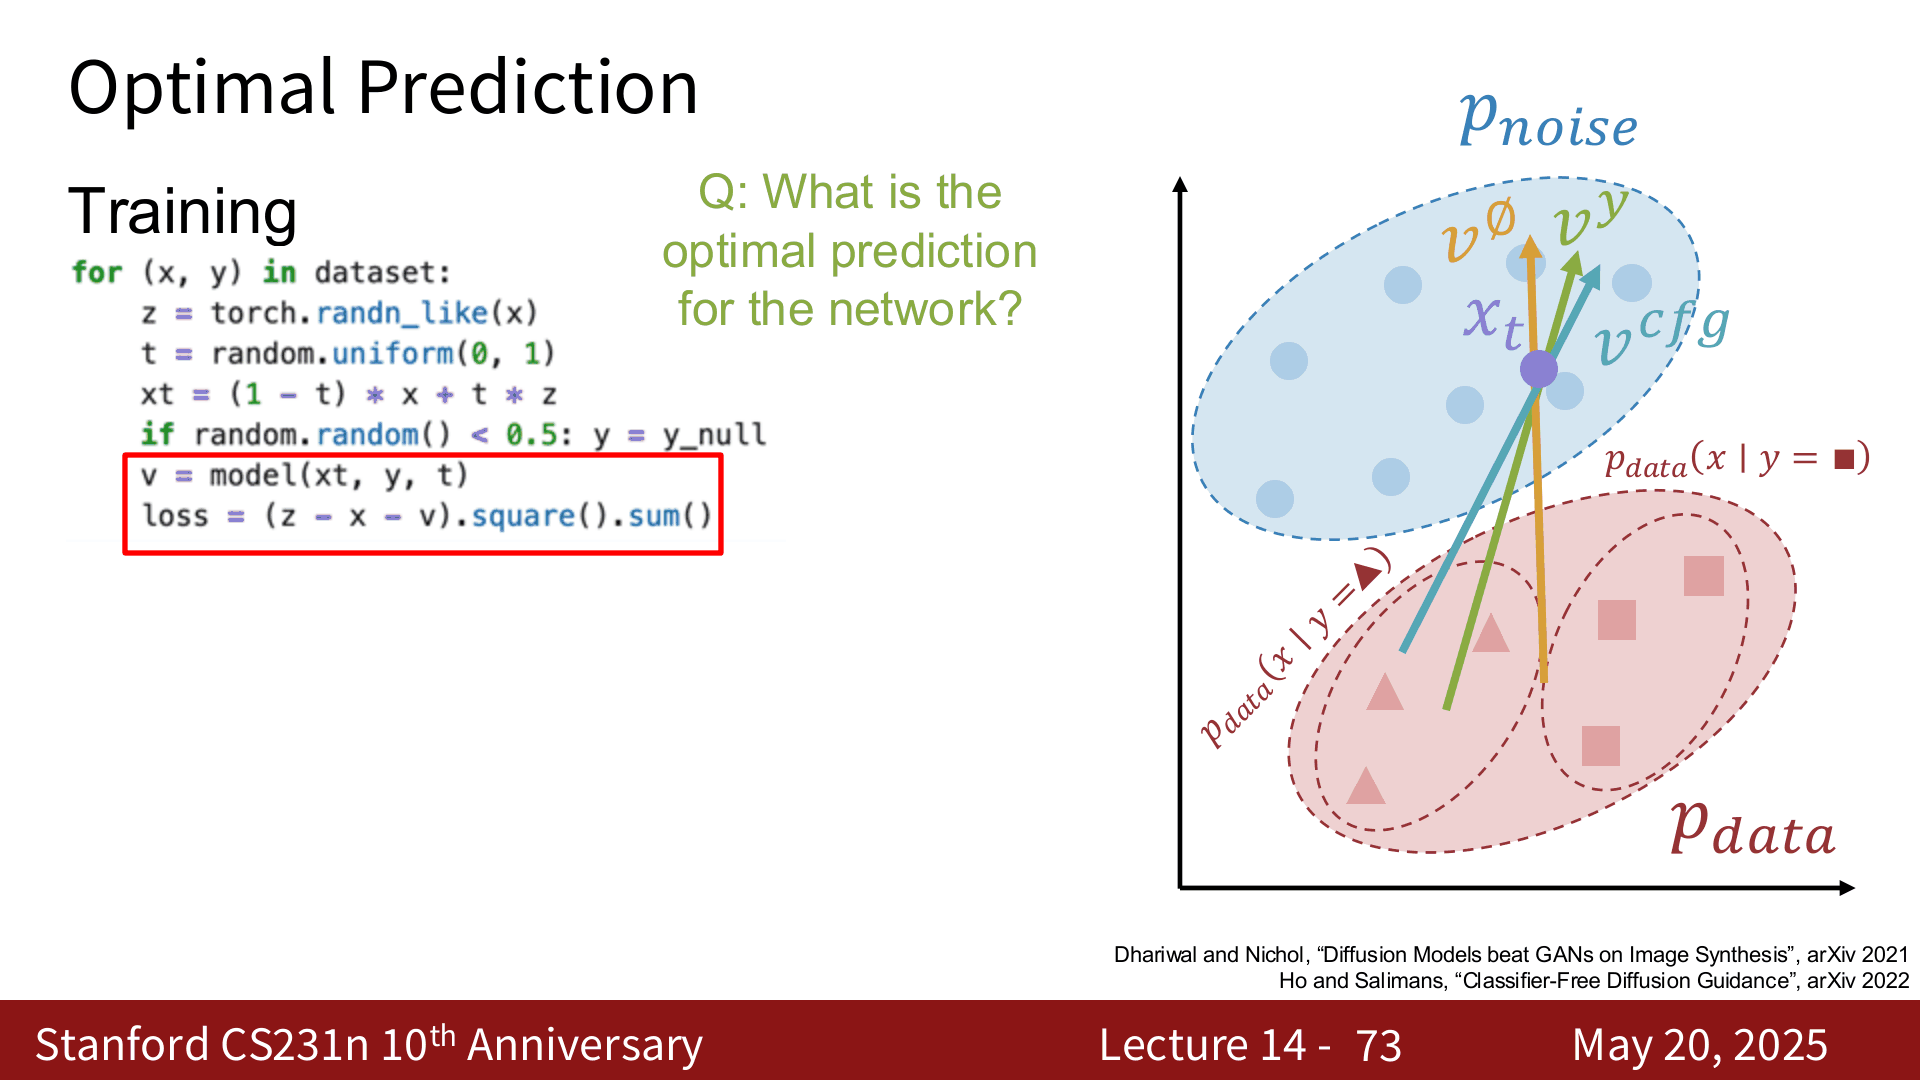 Optimal Prediction
Training
for (x, y) in dataset:
    z = torch.randn_like(x)
    t = random.uniform(0, 1)
    xt = (1 - t) * x + t * z
    if random.random() < 0.5: y = y_null
    v = model(xt, y, t)
    loss = (z - x - v).square().sum()
Q: What is the
optimal prediction
for the network?
p_noise
v^∅
v^y
x_t
v^cfg
p_data(x | y = ■)
p_data(x | y = ▲)
p_data
Dhariwal and Nichol, “Diffusion Models beat GANs on Image Synthesis”, arXiv 2021
Ho and Salimans, “Classifier-Free Diffusion Guidance”, arXiv 2022
Stanford CS231n 10th Anniversary
Lecture 14 - 73
May 20, 2025